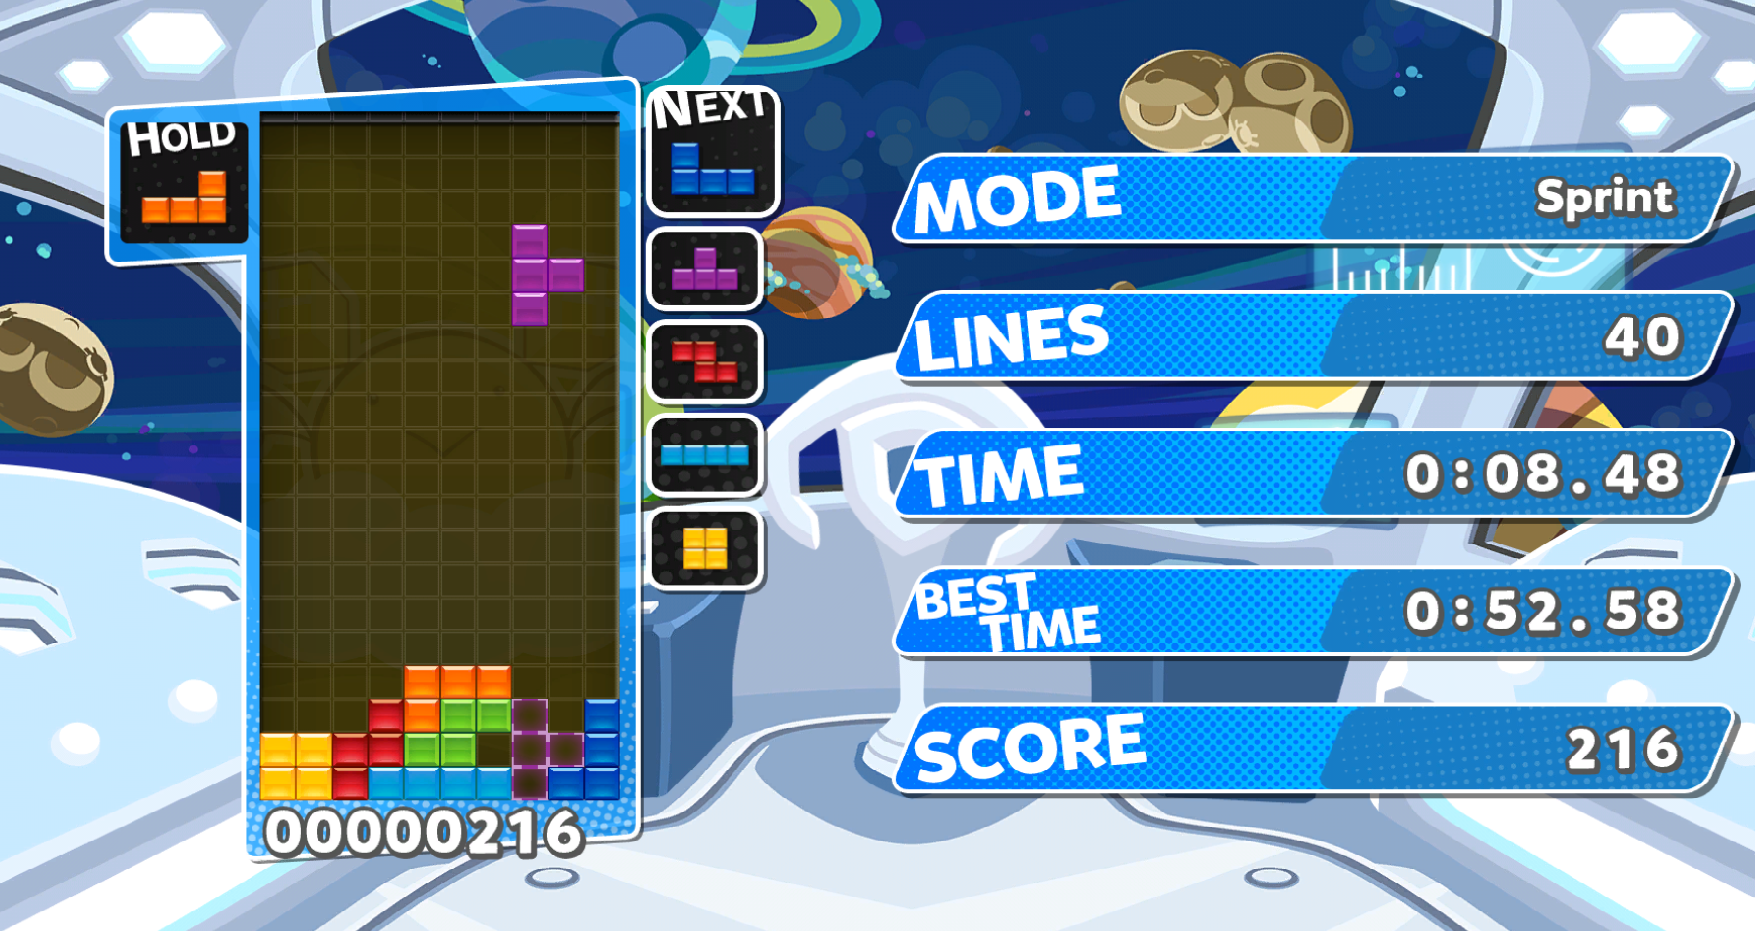 HOLD
NEXT
MODE
Sprint
LINES
40
TIME
0:08.48
BEST
TIME
0:52.58
SCORE
216
00000216